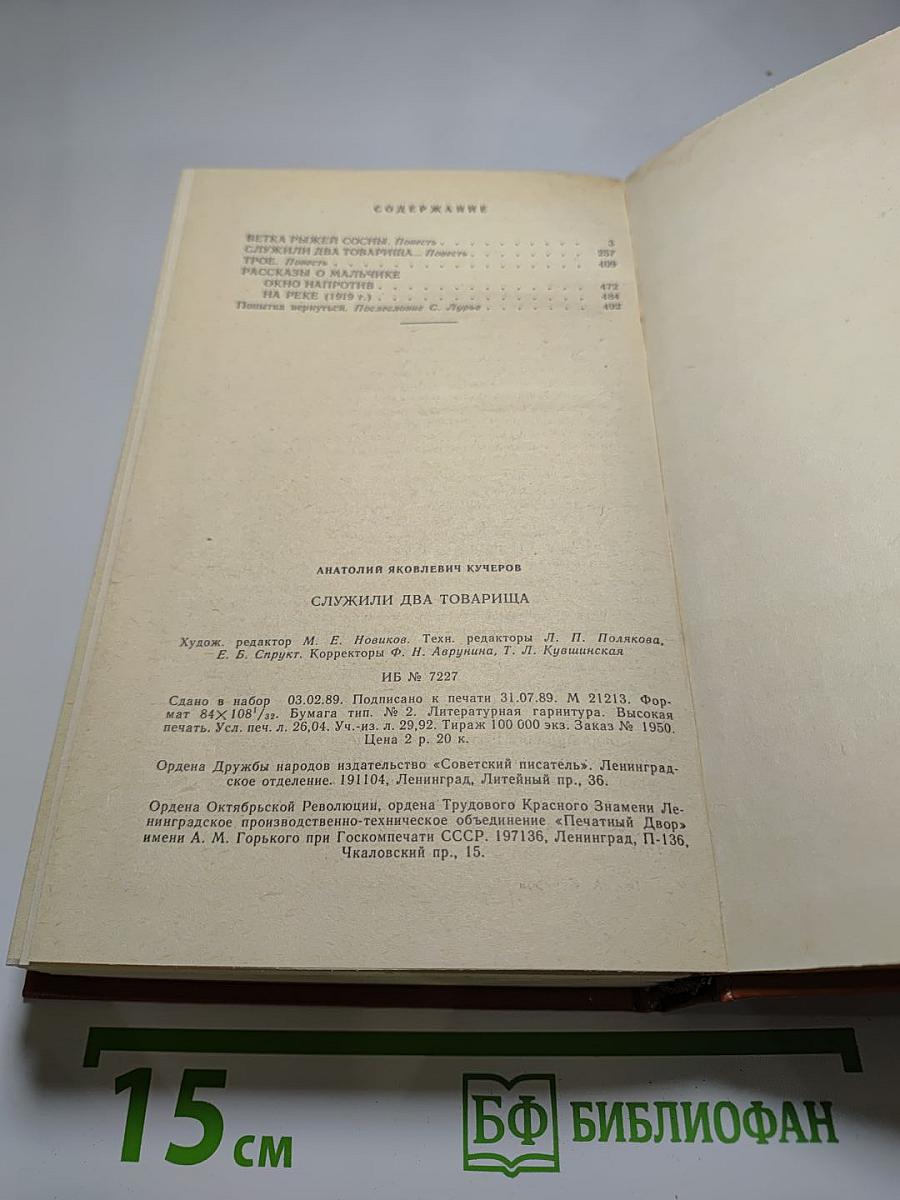 СОДЕРЖАНИЕ
ВЕТКА РЫЖЕЙ СОСНЫ. Повесть . . . . . . . . . 3
СЛУЖИЛИ ДВА ТОВАРИЩА... Повесть . . . . . . . 257
ТРОЕ. Повесть . . . . . . . . . . . . . 409
РАССКАЗЫ О МАЛЬЧИКЕ
ОКНО НАПРОТИВ . . . . . . . . . . . 472
НА РЕКЕ (1919 г.) . . . . . . . . . . . 484
Попытка вернуться. Послесловие С. Лурье . . . . . . . 492
АНАТОЛИЙ ЯКОВЛЕВИЧ КУЧЕРОВ
СЛУЖИЛИ ДВА ТОВАРИЩА
Худож. редактор М. Е. Новиков. Техн. редакторы Л. П. Полякова,
Е. Б. Спрукт. Корректоры Ф. Н. Аврунина, Т. Л. Кувшинская
ИБ № 7227
Сдано в набор 03.02.89. Подписано к печати 31.07.89. М 21213. Фор-
мат 84×108¹/₃₂. Бумага тип. № 2. Литературная гарнитура. Высокая
печать. Усл. печ. л. 26,04. Уч.-из. л. 29,92. Тираж 100 000 экз. Заказ № 1950.
Цена 2 р. 20 к.
Ордена Дружбы народов издательство «Советский писатель». Ленинград-
ское отделение. 191104, Ленинград, Литейный пр., 36.
Ордена Октябрьской Революции, ордена Трудового Красного Знамени Ле-
нинградское производственно-техническое объединение «Печатный Двор»
имени А. М. Горького при Госкомпечати СССР. 197136, Ленинград, П-136,
Чкаловский пр., 15.
15 см
БФ БИБЛИОФАН